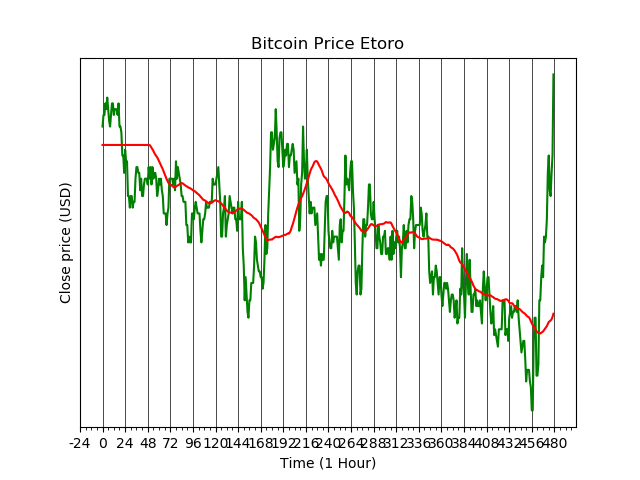 Bitcoin Price Etoro
Close price (USD)
-24 0 24 48 72 96 120 144 168 192 216 240 264 288 312 336 360 384 408 432 456 480
Time (1 Hour)